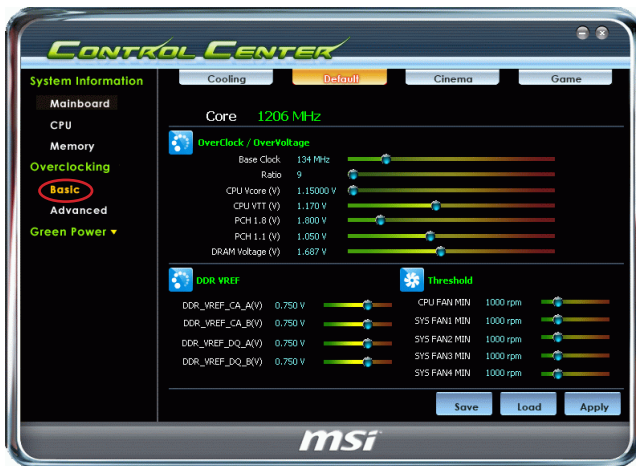 CONTROL CENTER
System Information
Mainboard
CPU
Memory
Overclocking
Basic
Advanced
Green Power
Cooling Default Cinema Game
Core 1206 MHz
OverClock / OverVoltage
Base Clock 134 MHz
Ratio 9
CPU Vcore (V) 1.15000 V
CPU VTT (V) 1.170 V
PCH 1.8 (V) 1.800 V
PCH 1.1 (V) 1.050 V
DRAM Voltage (V) 1.687 V
DDR VREF
DDR_VREF_CA_A(V) 0.750 V
DDR_VREF_CA_B(V) 0.750 V
DDR_VREF_DQ_A(V) 0.750 V
DDR_VREF_DQ_B(V) 0.750 V
Threshold
CPU FAN MIN 1000 rpm
SYS FAN1 MIN 1000 rpm
SYS FAN2 MIN 1000 rpm
SYS FAN3 MIN 1000 rpm
SYS FAN4 MIN 1000 rpm
Save Load Apply
msi